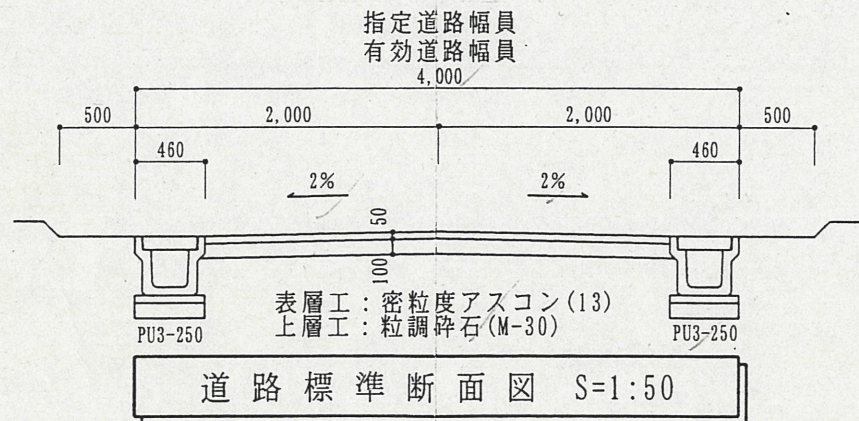 指定道路幅員
有効道路幅員
4,000
500 2,000 2,000 500
460 460
2% 2%
50
100
表層工：密粒度アスコン(13)
上層工：粒調砕石(M-30)
PU3-250 PU3-250
道路標準断面図 S=1:50